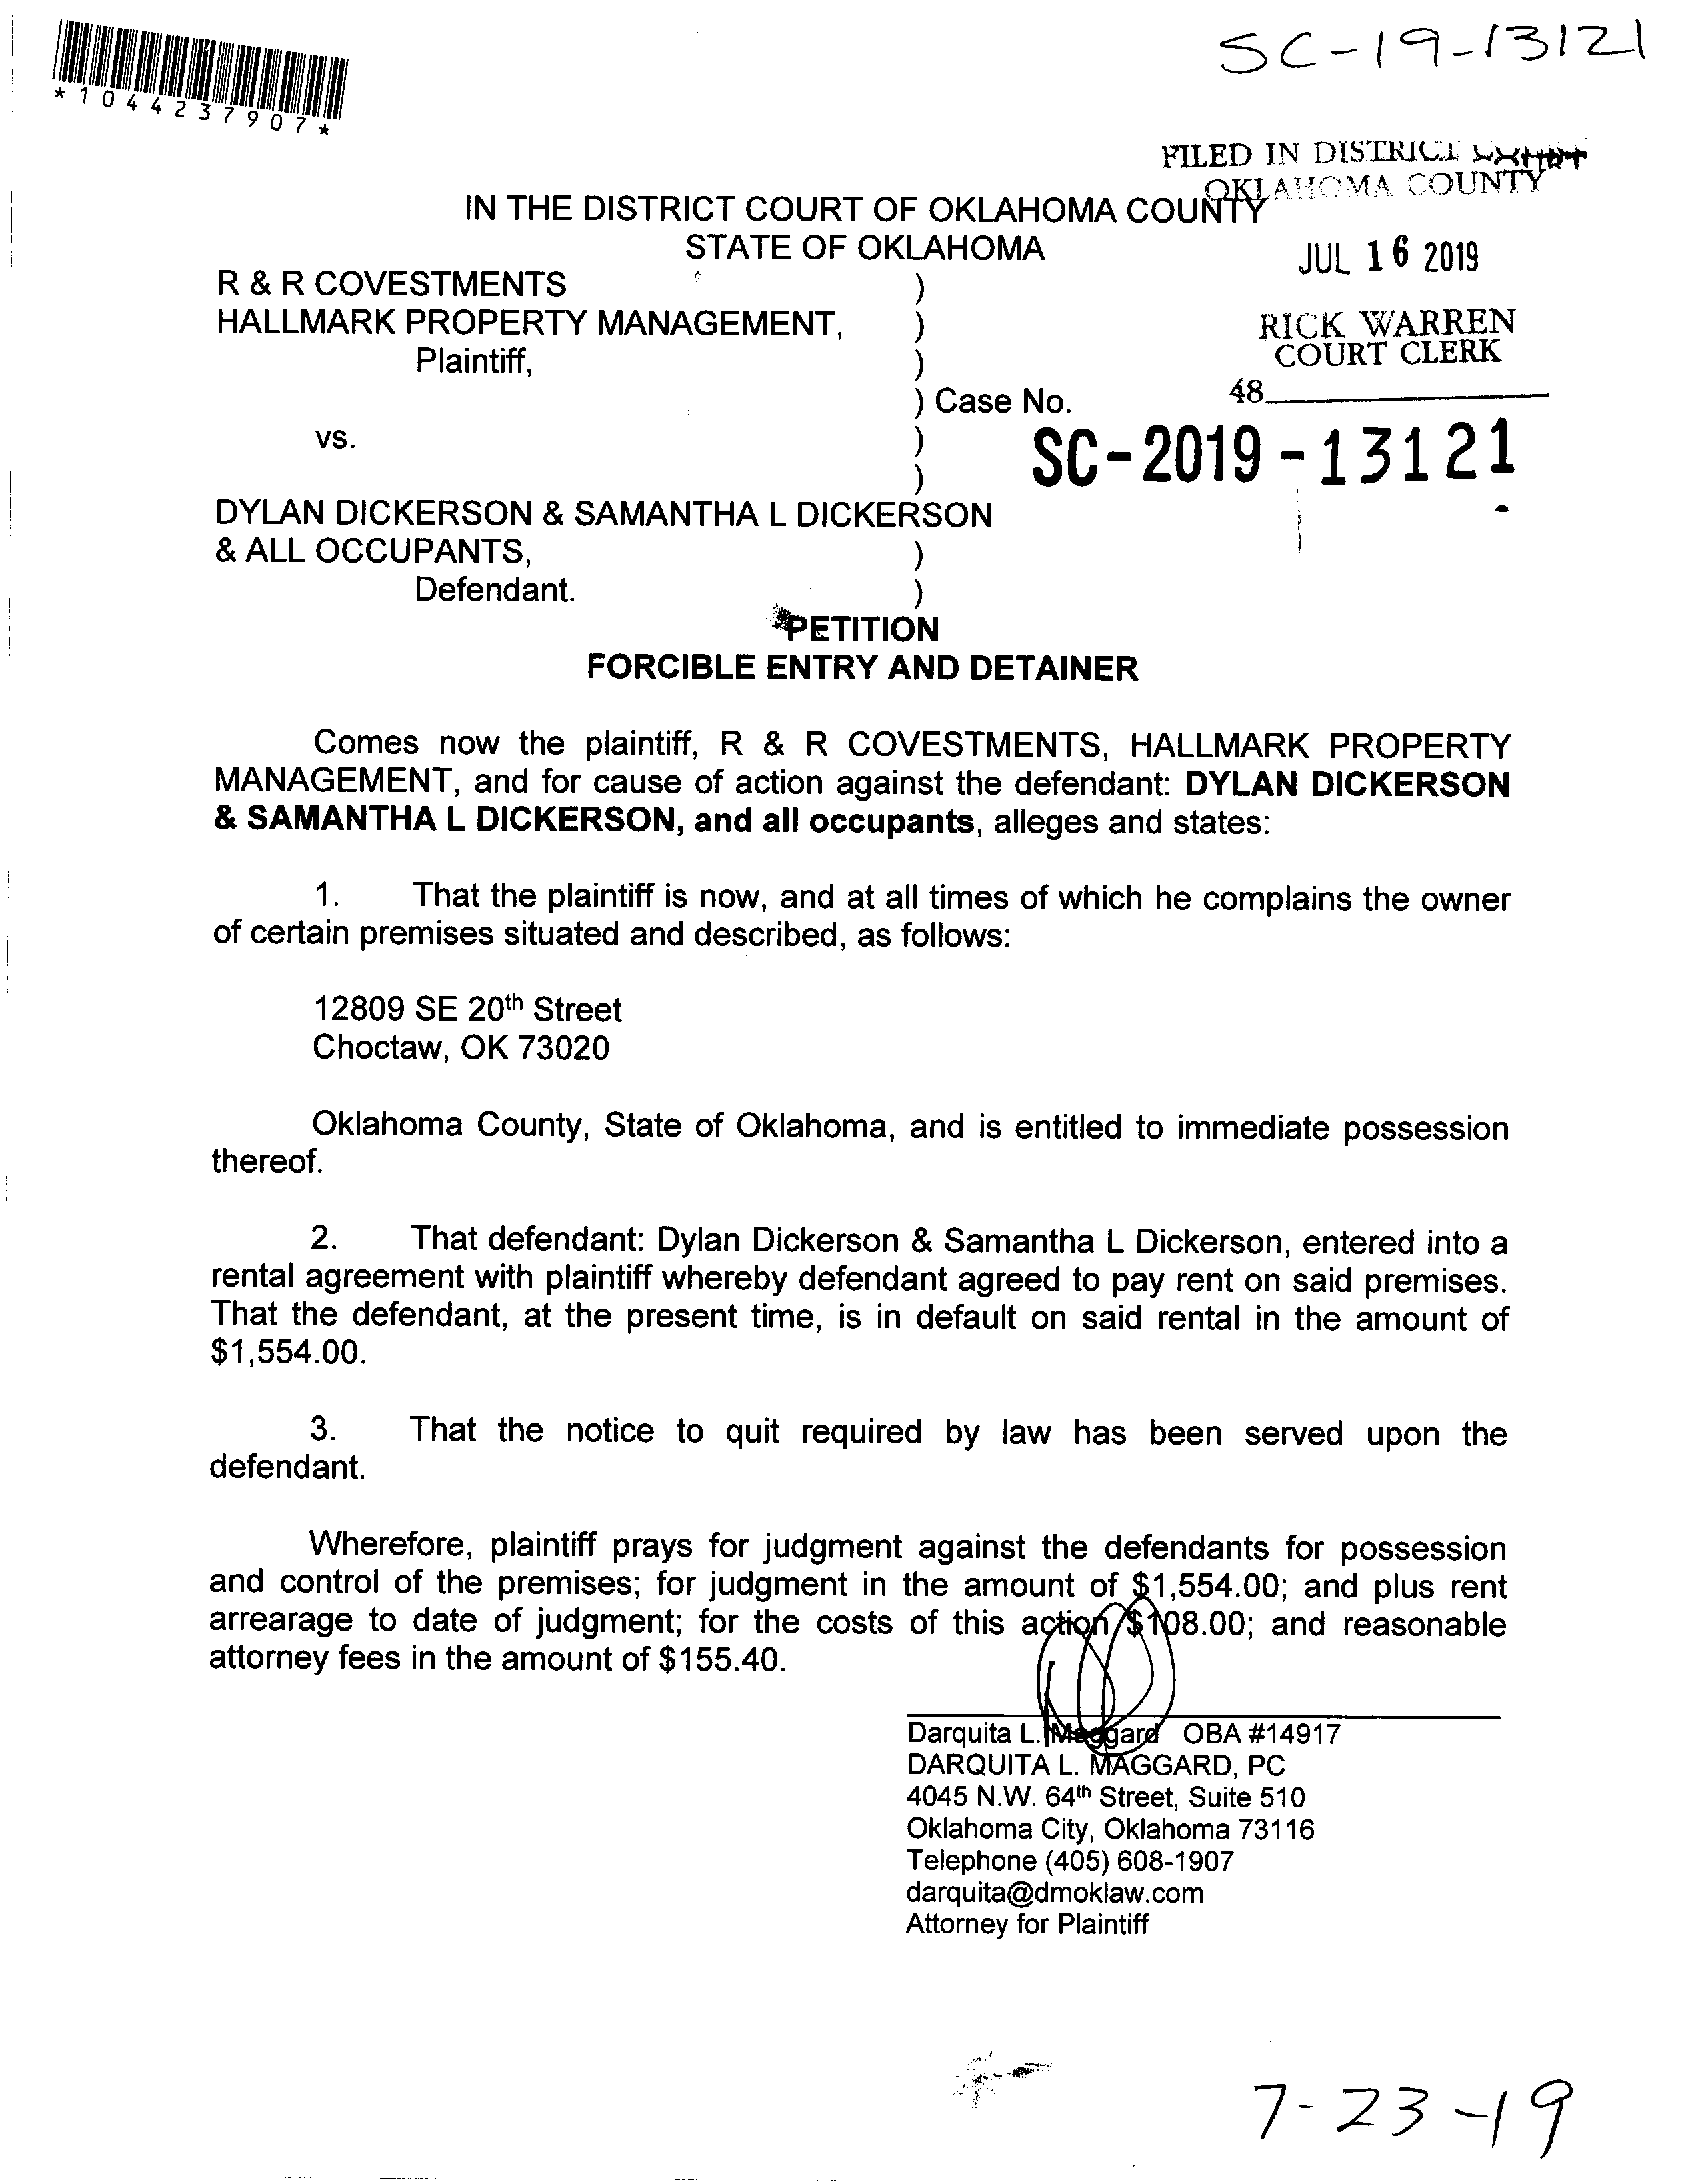 SC-19-13121
*1044237907*
FILED IN DISTRICT COURT
OKLAHOMA COUNTY
IN THE DISTRICT COURT OF OKLAHOMA COUNTY
STATE OF OKLAHOMA
JUL 16 2019
R & R COVESTMENTS )
HALLMARK PROPERTY MANAGEMENT, )
RICK WARREN
COURT CLERK
Plaintiff, )
) Case No.
48
vs. )
SC-2019-13121
)
DYLAN DICKERSON & SAMANTHA L DICKERSON
& ALL OCCUPANTS, )
Defendant. )
PETITION
FORCIBLE ENTRY AND DETAINER
Comes now the plaintiff, R & R COVESTMENTS, HALLMARK PROPERTY
MANAGEMENT, and for cause of action against the defendant: DYLAN DICKERSON
& SAMANTHA L DICKERSON, and all occupants, alleges and states:
1. That the plaintiff is now, and at all times of which he complains the owner
of certain premises situated and described, as follows:
12809 SE 20th Street
Choctaw, OK 73020
Oklahoma County, State of Oklahoma, and is entitled to immediate possession
thereof.
2. That defendant: Dylan Dickerson & Samantha L Dickerson, entered into a
rental agreement with plaintiff whereby defendant agreed to pay rent on said premises.
That the defendant, at the present time, is in default on said rental in the amount of
$1,554.00.
3. That the notice to quit required by law has been served upon the
defendant.
Wherefore, plaintiff prays for judgment against the defendants for possession
and control of the premises; for judgment in the amount of $1,554.00; and plus rent
arrearage to date of judgment; for the costs of this action $108.00; and reasonable
attorney fees in the amount of $155.40.
Darquita L. Maggard OBA #14917
DARQUITA L. MAGGARD, PC
4045 N.W. 64th Street, Suite 510
Oklahoma City, Oklahoma 73116
Telephone (405) 608-1907
darquita@dmoklaw.com
Attorney for Plaintiff
7-23-19